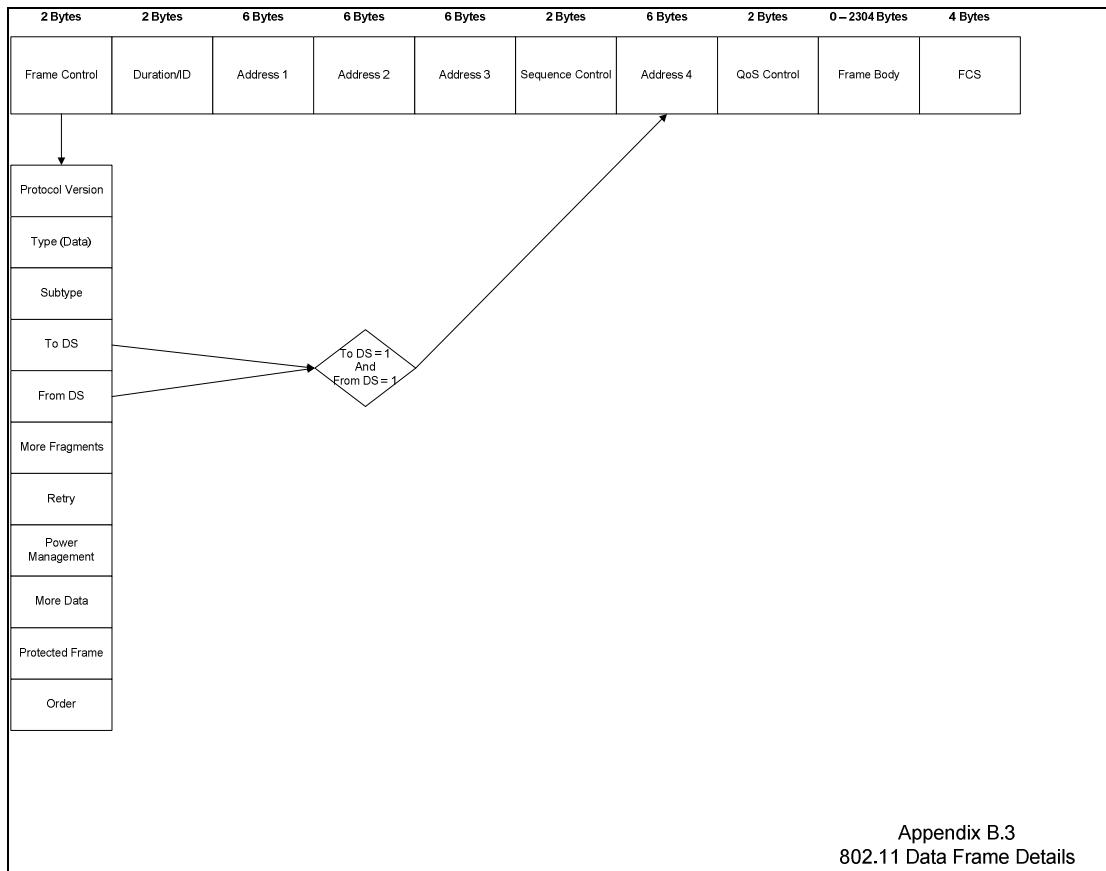 2 Bytes 2 Bytes 6 Bytes 6 Bytes 6 Bytes 2 Bytes 6 Bytes 2 Bytes 0 – 2304 Bytes 4 Bytes
Frame Control Duration/ID Address 1 Address 2 Address 3 Sequence Control Address 4 QoS Control Frame Body FCS
Protocol Version
Type (Data)
Subtype
To DS
From DS
More Fragments
Retry
Power
Management
More Data
Protected Frame
Order
To DS = 1
And
From DS = 1
Appendix B.3
802.11 Data Frame Details